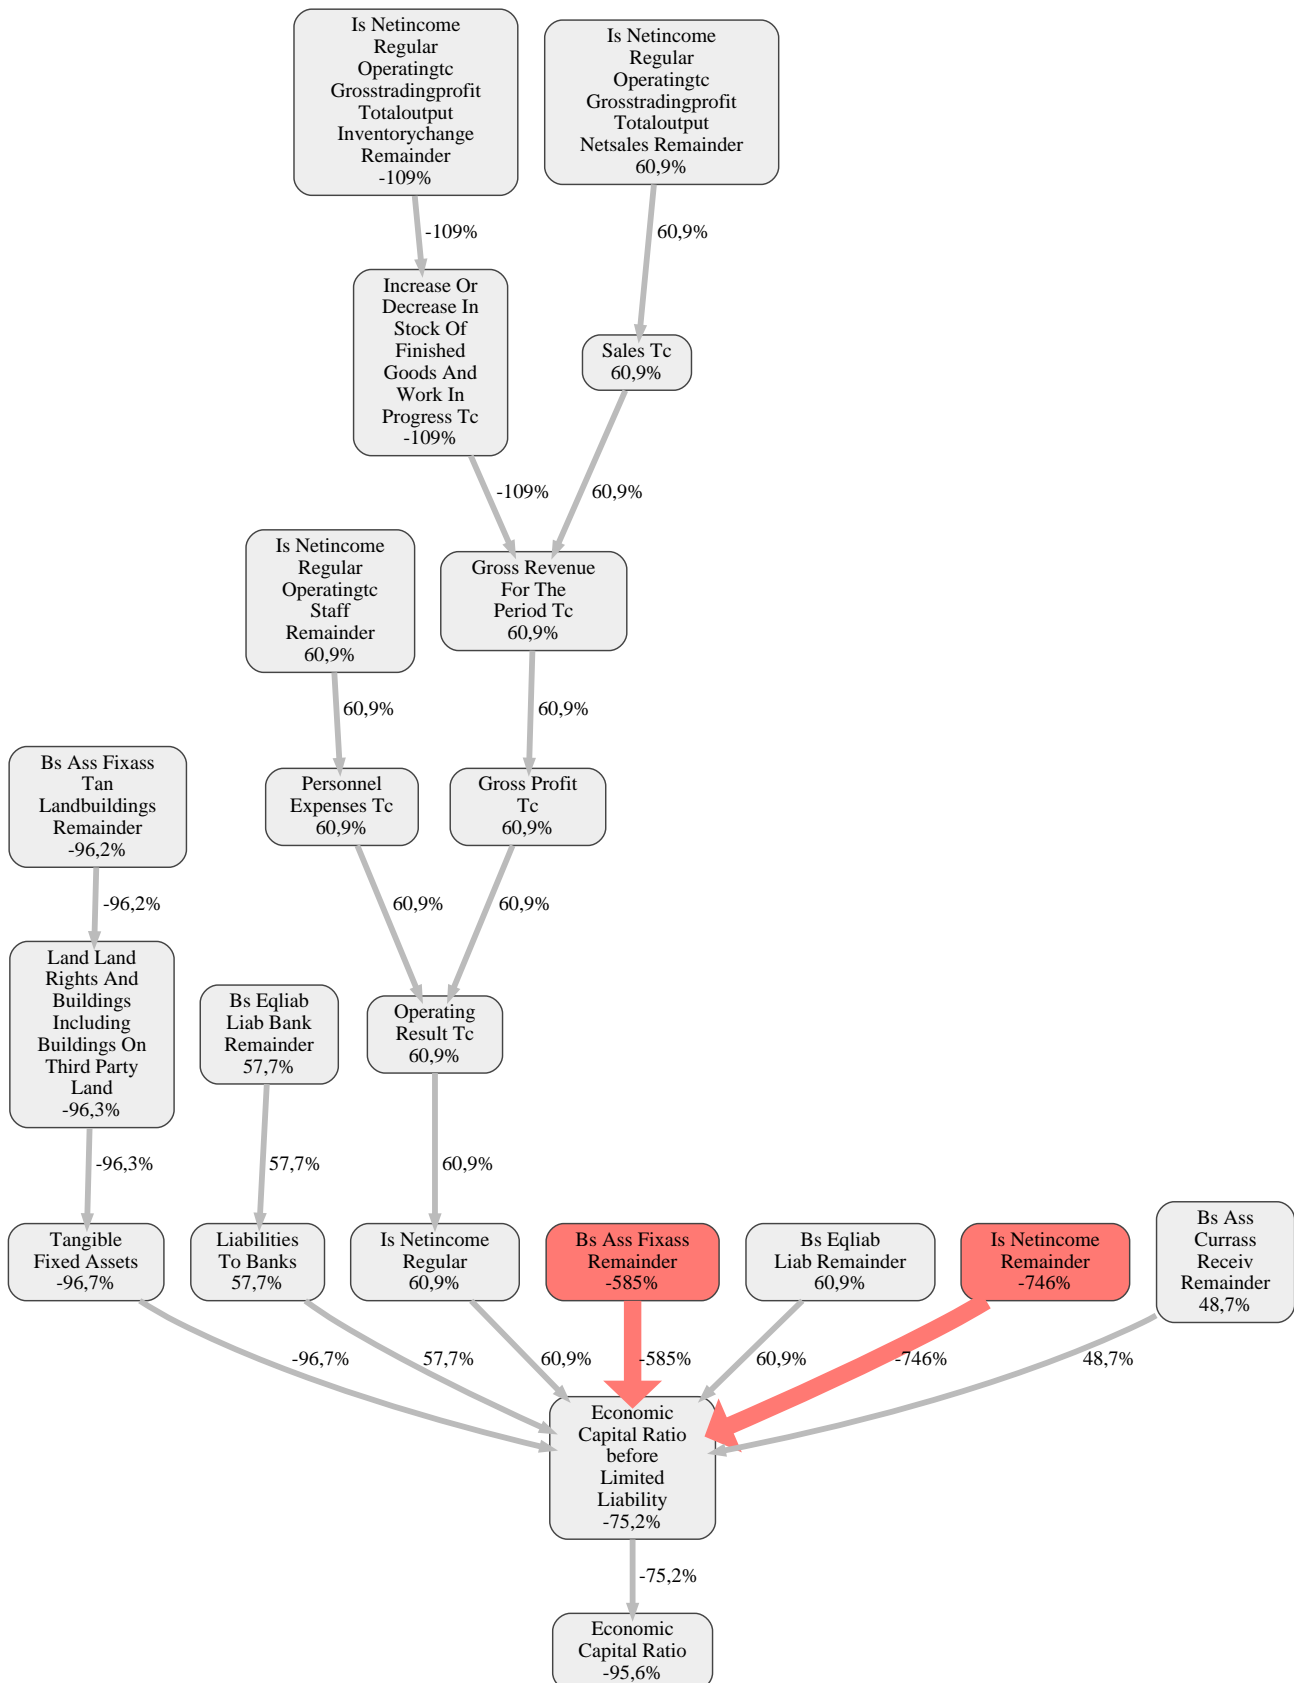 Is Netincome
Regular
Operatingtc
Grosstradingprofit
Totaloutput
Inventorychange
Remainder
-109%
Is Netincome
Regular
Operatingtc
Grosstradingprofit
Totaloutput
Netsales Remainder
60,9%
-109%
60,9%
Increase Or
Decrease In
Stock Of
Finished
Goods And
Work In
Progress Tc
-109%
Sales Tc
60,9%
-109%
60,9%
Is Netincome
Regular
Operatingtc
Staff
Remainder
60,9%
Gross Revenue
For The
Period Tc
60,9%
60,9%
60,9%
Bs Ass Fixass
Tan
Landbuildings
Remainder
-96,2%
Personnel
Expenses Tc
60,9%
Gross Profit
Tc
60,9%
-96,2%
60,9%
60,9%
Land Land
Rights And
Buildings
Including
Buildings On
Third Party
Land
-96,3%
Bs Eqliab
Liab Bank
Remainder
57,7%
Operating
Result Tc
60,9%
-96,3%
57,7%
60,9%
Tangible
Fixed Assets
-96,7%
Liabilities
To Banks
57,7%
Is Netincome
Regular
60,9%
Bs Ass Fixass
Remainder
-585%
Bs Eqliab
Liab Remainder
60,9%
Is Netincome
Remainder
-746%
Bs Ass
Currass
Receiv
Remainder
48,7%
-96,7%
57,7%
60,9%
-585%
60,9%
-746%
48,7%
Economic
Capital Ratio
before
Limited
Liability
-75,2%
-75,2%
Economic
Capital Ratio
-95,6%